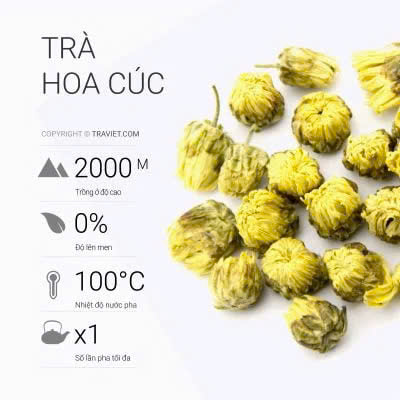 TRÀ
HOA CÚC
COPYRIGHT © TRAVIET.COM
2000 M
Trồng ở độ cao
0%
Độ lên men
100°C
Nhiệt độ nước pha
x1
Số lần pha tối đa